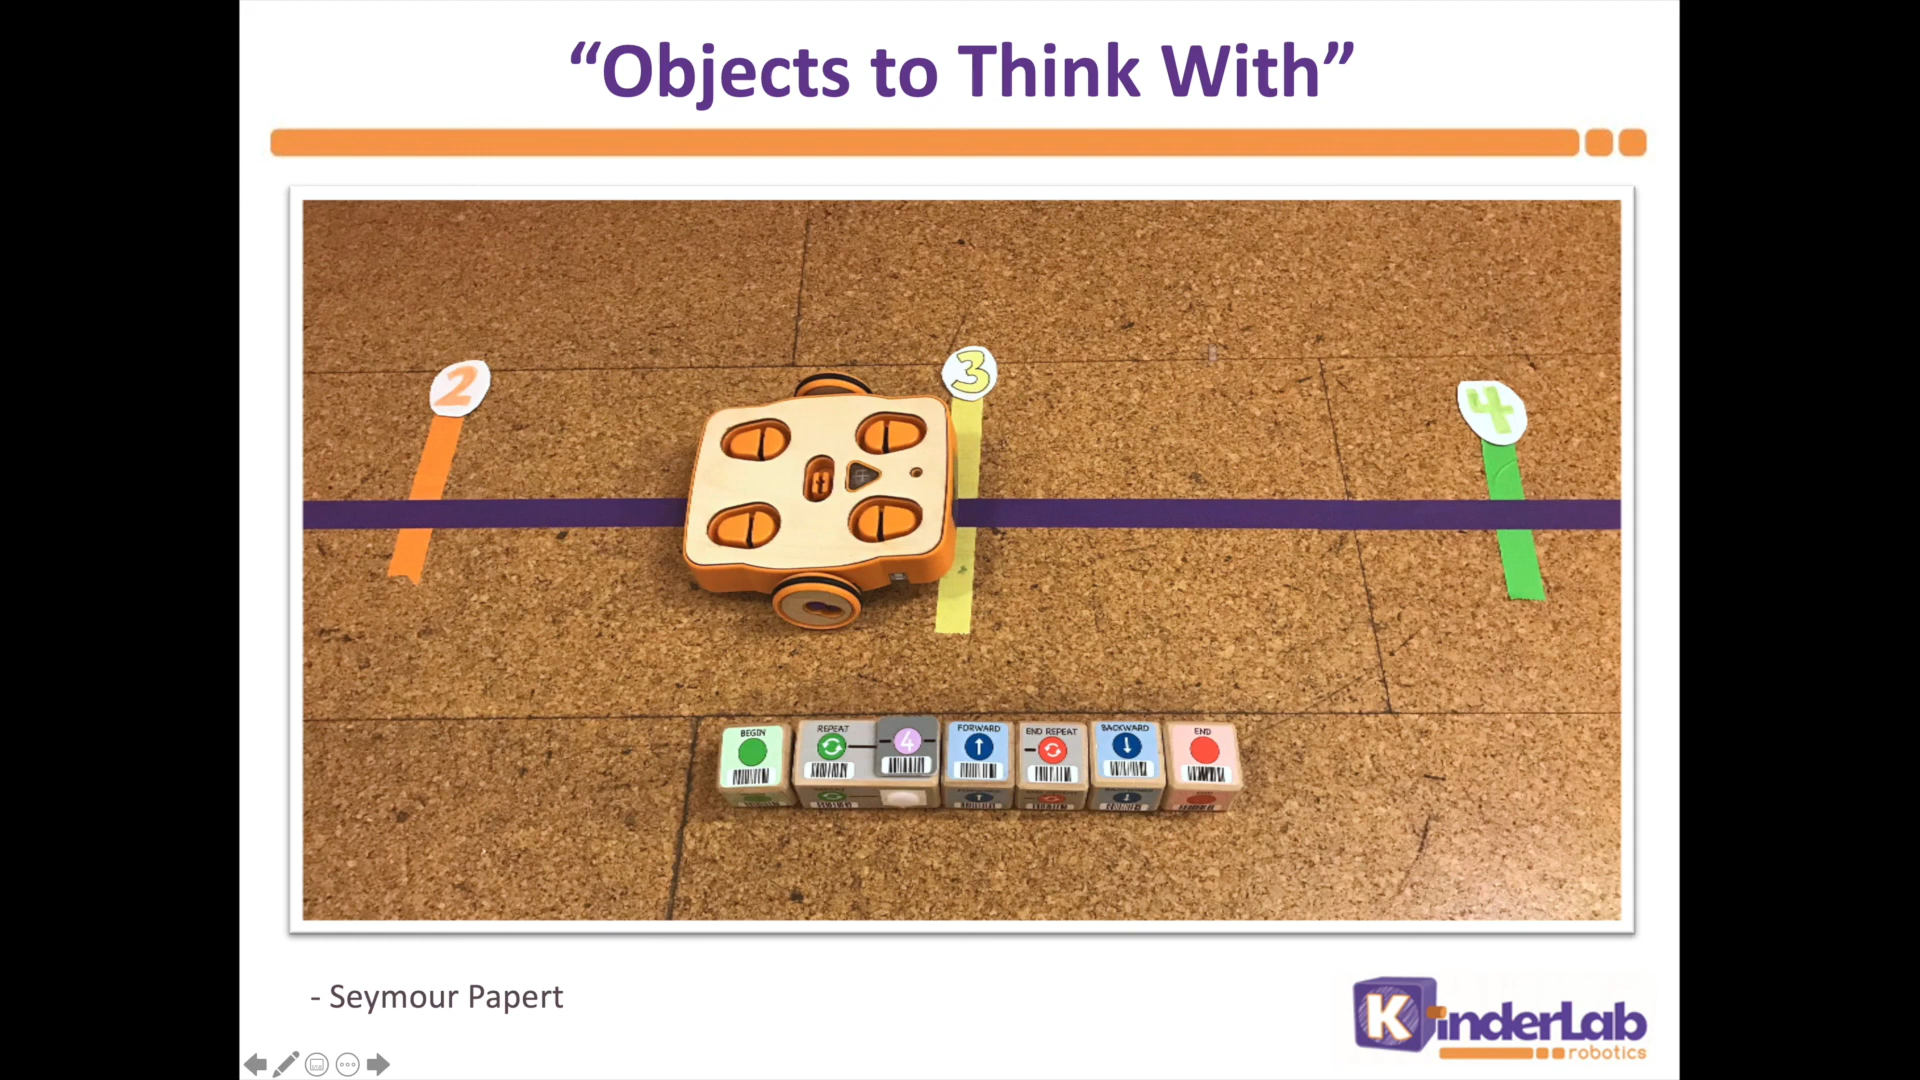 “Objects to Think With”
2
3
4
BEGIN
REPEAT
4
FORWARD
END REPEAT
BACKWARD
END
- Seymour Papert
KinderLab
robotics